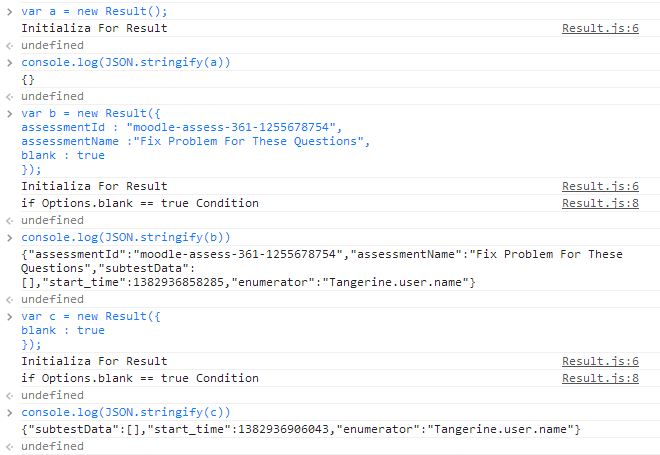 var a = new Result();
Initializa For Result Result.js:6
undefined
console.log(JSON.stringify(a))
{}
undefined
var b = new Result({
assessmentId : "moodle-assess-361-1255678754",
assessmentName :"Fix Problem For These Questions",
blank : true
});
Initializa For Result Result.js:6
if Options.blank == true Condition Result.js:8
undefined
console.log(JSON.stringify(b))
{"assessmentId":"moodle-assess-361-1255678754","assessmentName":"Fix Problem For These
Questions","subtestData":
[],"start_time":1382936858285,"enumerator":"Tangerine.user.name"}
undefined
var c = new Result({
blank : true
});
Initializa For Result Result.js:6
if Options.blank == true Condition Result.js:8
undefined
console.log(JSON.stringify(c))
{"subtestData":[],"start_time":1382936906043,"enumerator":"Tangerine.user.name"}
undefined